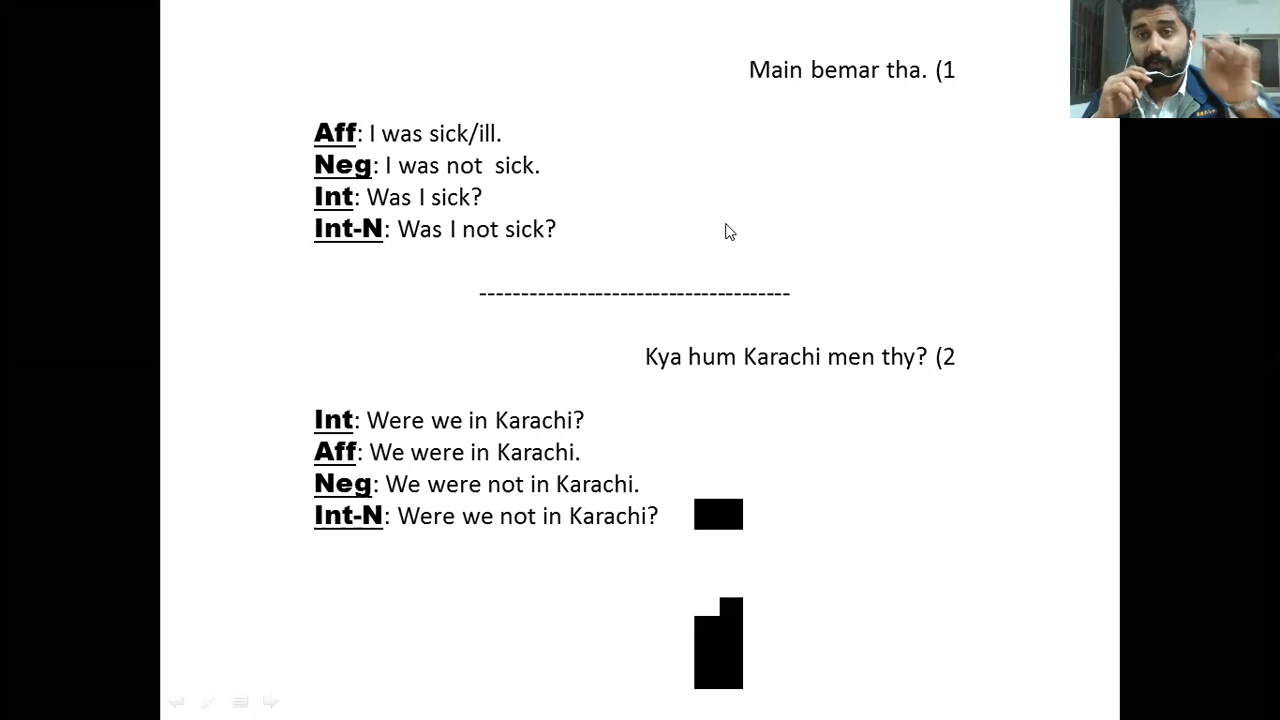 Main bemar tha. (1
Aff: I was sick/ill.
Neg: I was not  sick.
Int: Was I sick?
Int-N: Was I not sick?
-------------------------------------
Kya hum Karachi men thy? (2
Int: Were we in Karachi?
Aff: We were in Karachi.
Neg: We were not in Karachi.
Int-N: Were we not in Karachi?